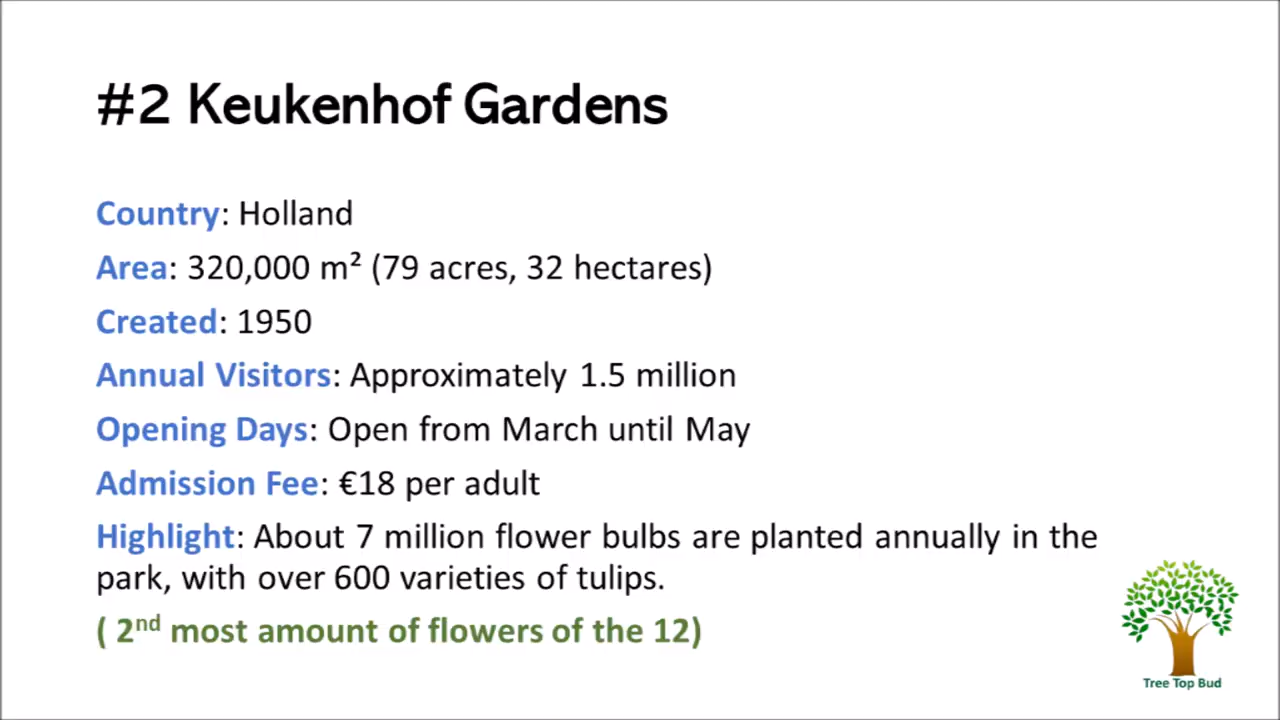 #2 Keukenhof Gardens
Country: Holland
Area: 320,000 m² (79 acres, 32 hectares)
Created: 1950
Annual Visitors: Approximately 1.5 million
Opening Days: Open from March until May
Admission Fee: €18 per adult
Highlight: About 7 million flower bulbs are planted annually in the
park, with over 600 varieties of tulips.
( 2nd most amount of flowers of the 12)
Tree Top Bud